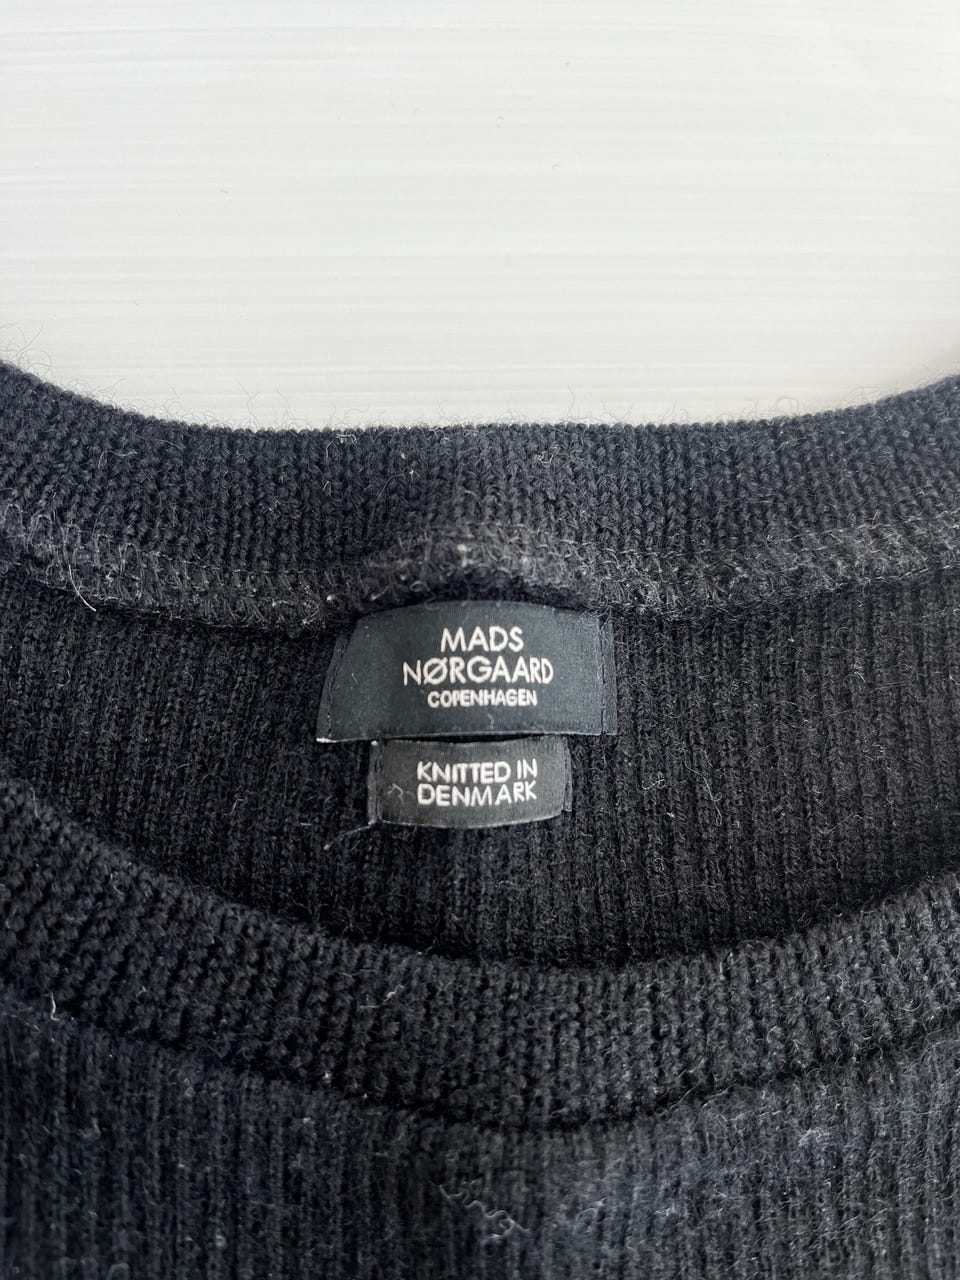 MADS
NØRGAARD
COPENHAGEN
KNITTED IN
DENMARK